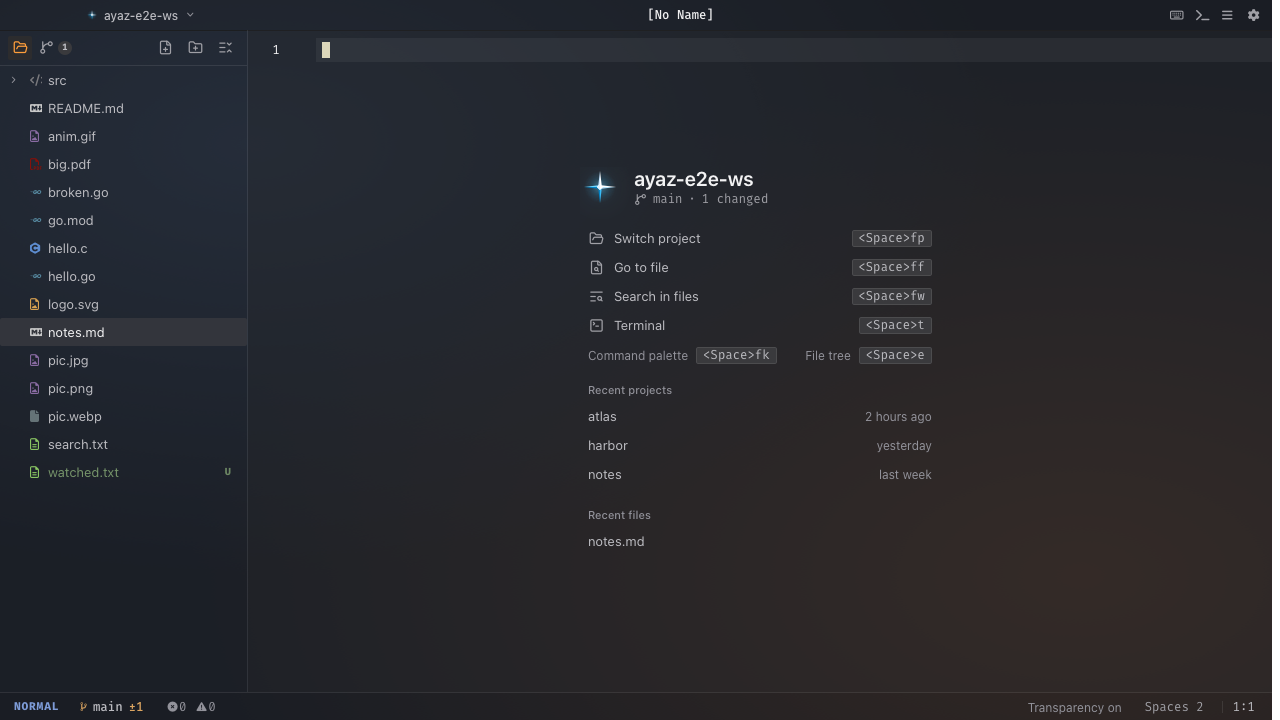 ayaz-e2e-ws
[No Name]
1
src
README.md
anim.gif
big.pdf
broken.go
go.mod
hello.c
hello.go
logo.svg
notes.md
pic.jpg
pic.png
pic.webp
search.txt
watched.txt U
1
ayaz-e2e-ws
main · 1 changed
Switch project <Space>fp
Go to file <Space>ff
Search in files <Space>fw
Terminal <Space>t
Command palette <Space>fk File tree <Space>e
Recent projects
atlas 2 hours ago
harbor yesterday
notes last week
Recent files
notes.md
NORMAL main ±1 0 0 Transparency on Spaces 2 1:1